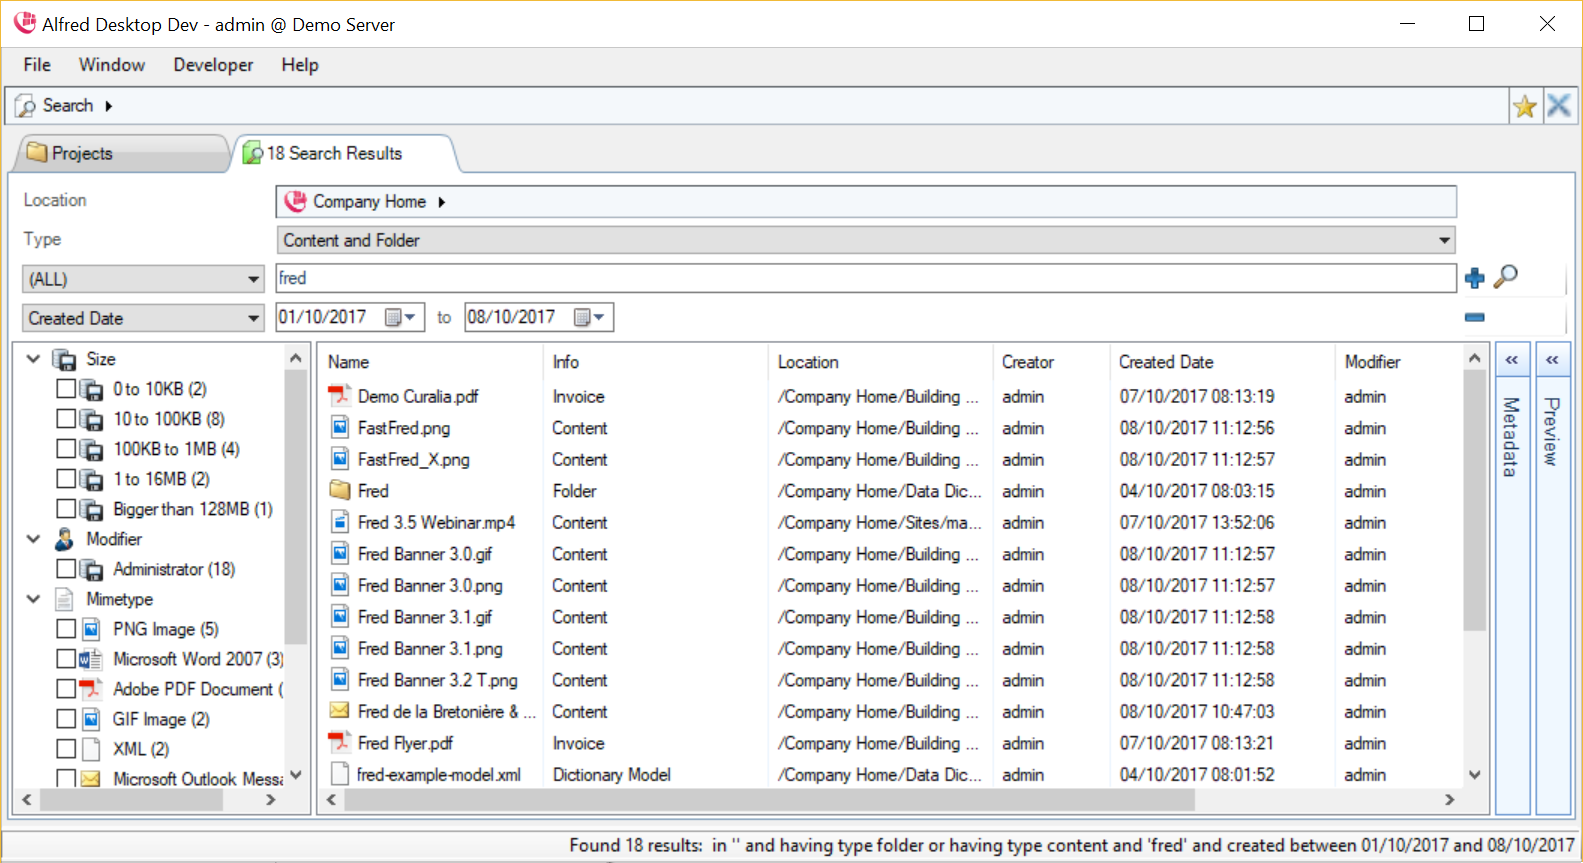 Alfred Desktop Dev - admin @ Demo Server
File Window Developer Help
Search
Projects 18 Search Results
Location Company Home
Type Content and Folder
(ALL) fred
Created Date 01/10/2017 to 08/10/2017
Size
0 to 10KB (2)
10 to 100KB (8)
100KB to 1MB (4)
1 to 16MB (2)
Bigger than 128MB (1)
Modifier
Administrator (18)
Mimetype
PNG Image (5)
Microsoft Word 2007 (3)
Adobe PDF Document (
GIF Image (2)
XML (2)
Microsoft Outlook Messa
Name Info Location Creator Created Date Modifier
Demo Curalia.pdf Invoice /Company Home/Building ... admin 07/10/2017 08:13:19 admin
FastFred.png Content /Company Home/Building ... admin 08/10/2017 11:12:56 admin
FastFred_X.png Content /Company Home/Building ... admin 08/10/2017 11:12:57 admin
Fred Folder /Company Home/Data Dic... admin 04/10/2017 08:03:15 admin
Fred 3.5 Webinar.mp4 Content /Company Home/Sites/ma... admin 07/10/2017 13:52:06 admin
Fred Banner 3.0.gif Content /Company Home/Building ... admin 08/10/2017 11:12:57 admin
Fred Banner 3.0.png Content /Company Home/Building ... admin 08/10/2017 11:12:57 admin
Fred Banner 3.1.gif Content /Company Home/Building ... admin 08/10/2017 11:12:58 admin
Fred Banner 3.1.png Content /Company Home/Building ... admin 08/10/2017 11:12:58 admin
Fred Banner 3.2 T.png Content /Company Home/Building ... admin 08/10/2017 11:12:58 admin
Fred de la Bretonière & ... Content /Company Home/Building ... admin 08/10/2017 10:47:03 admin
Fred Flyer.pdf Invoice /Company Home/Building ... admin 07/10/2017 08:13:21 admin
fred-example-model.xml Dictionary Model /Company Home/Data Dic... admin 04/10/2017 08:01:52 admin
Metadata
Preview
Found 18 results: in '' and having type folder or having type content and 'fred' and created between 01/10/2017 and 08/10/2017